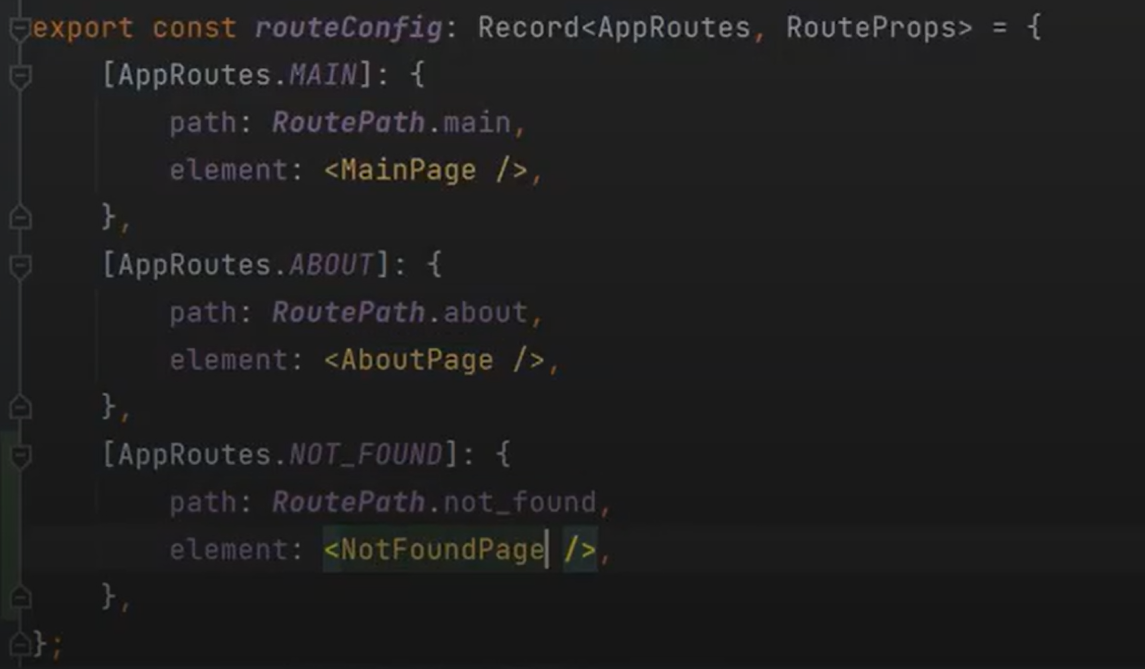 export const routeConfig: Record<AppRoutes, RouteProps> = {
    [AppRoutes.MAIN]: {
        path: RoutePath.main,
        element: <MainPage />,
    },
    [AppRoutes.ABOUT]: {
        path: RoutePath.about,
        element: <AboutPage />,
    },
    [AppRoutes.NOT_FOUND]: {
        path: RoutePath.not_found,
        element: <NotFoundPage />,
    },
};